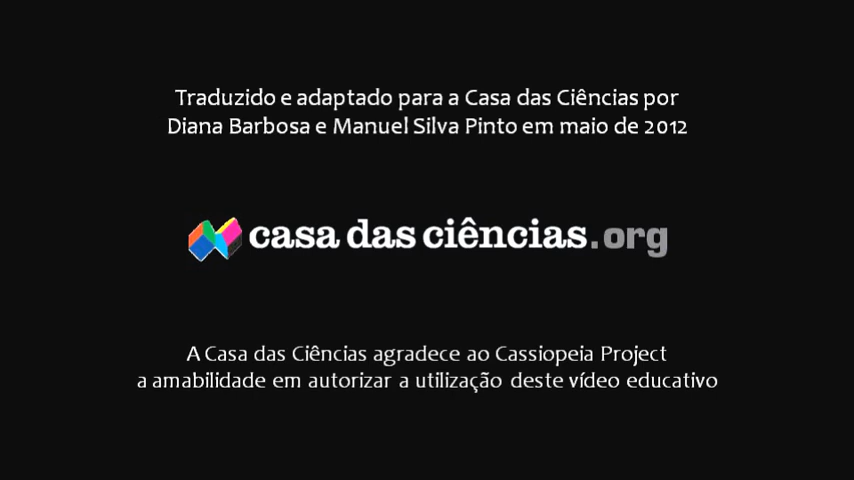 Traduzido e adaptado para a Casa das Ciências por
Diana Barbosa e Manuel Silva Pinto em maio de 2012
casa das ciências.org
A Casa das Ciências agradece ao Cassiopeia Project
a amabilidade em autorizar a utilização deste vídeo educativo